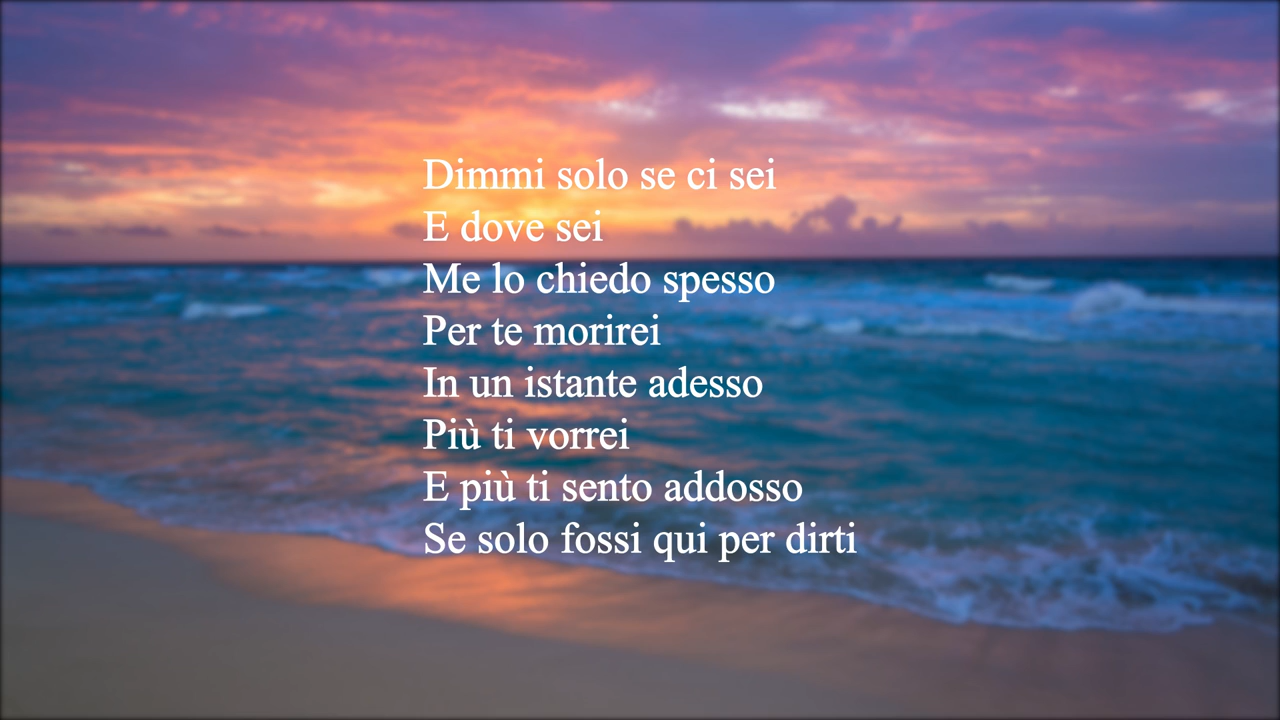 Dimmi solo se ci sei
E dove sei
Me lo chiedo spesso
Per te morirei
In un istante adesso
Più ti vorrei
E più ti sento addosso
Se solo fossi qui per dirti